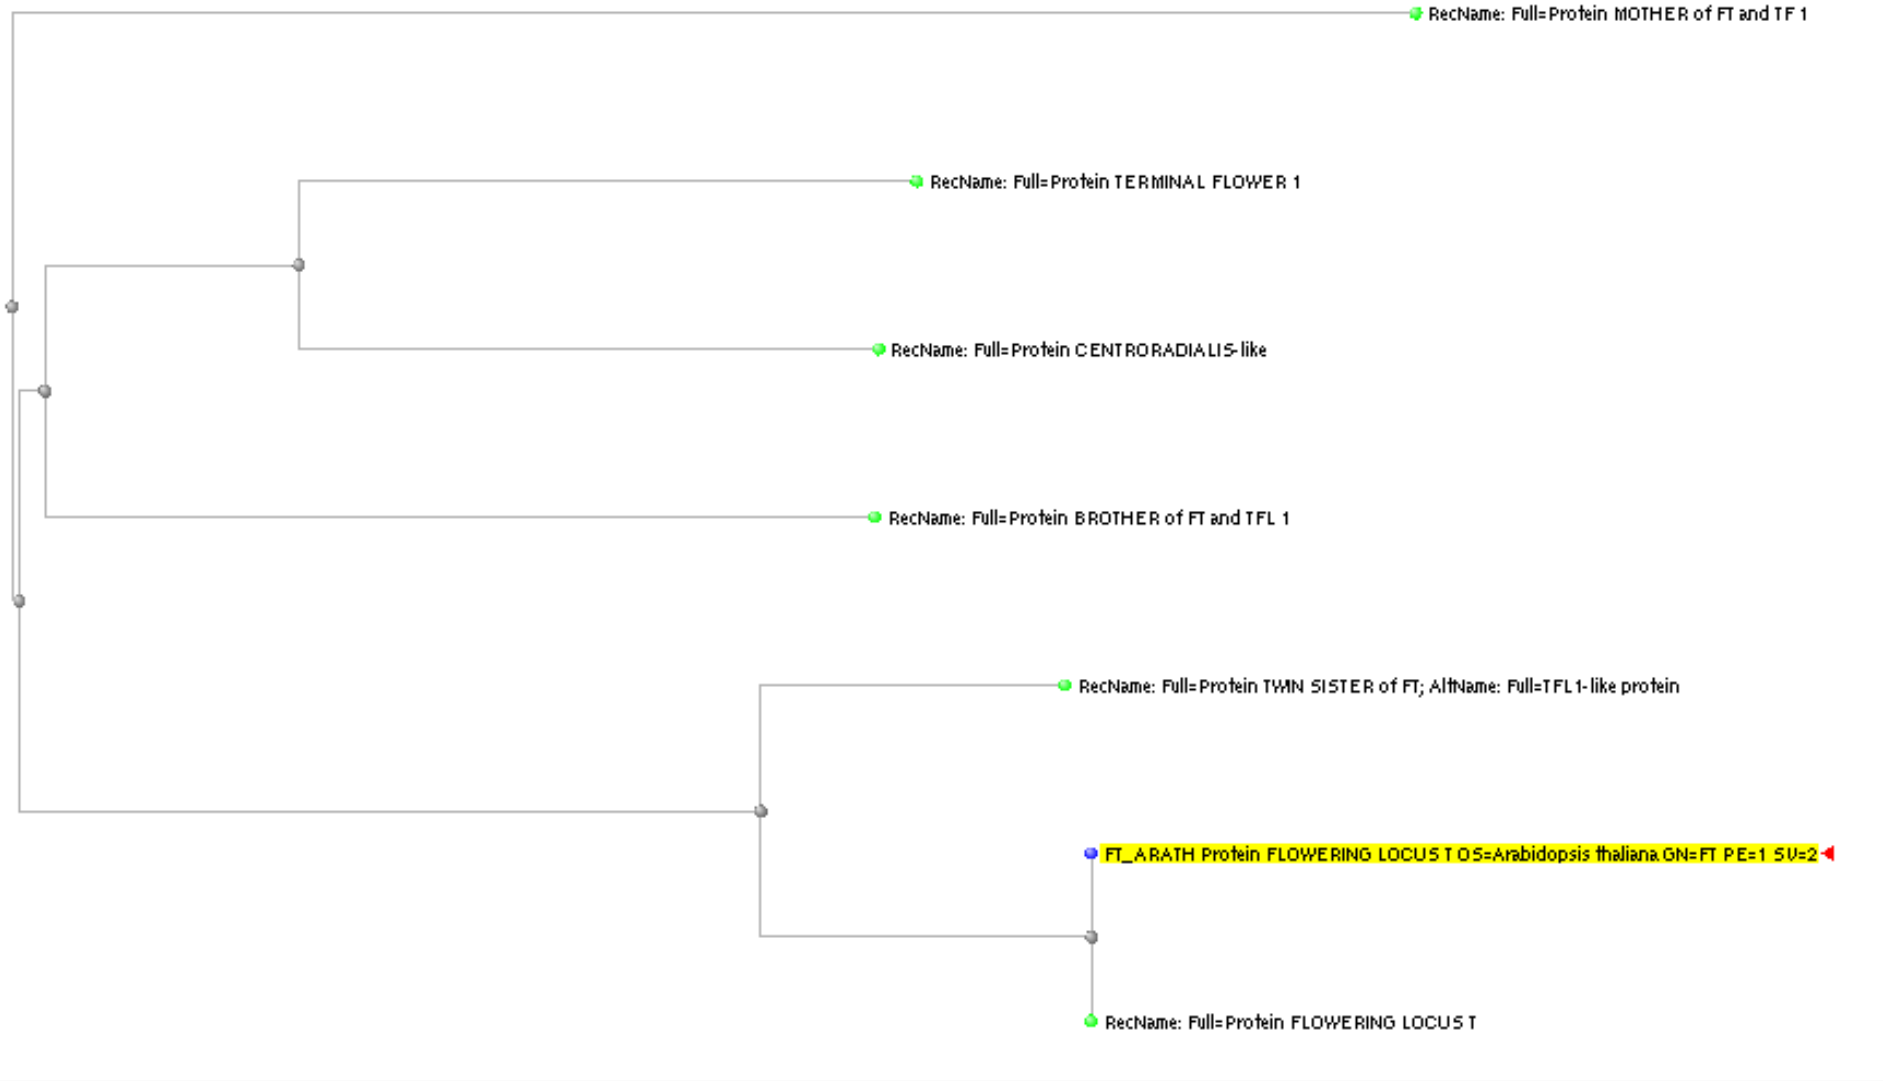 RecName: Full=Protein MOTHER of FT and TF 1
RecName: Full=Protein TERMINAL FLOWER 1
RecName: Full=Protein CENTRORADIALIS-like
RecName: Full=Protein BROTHER of FT and TFL 1
RecName: Full=Protein TWIN SISTER of FT; AltName: Full=TFL1-like protein
FT_ARATH Protein FLOWERING LOCUS T OS=Arabidopsis thaliana GN=FT PE=1 SV=2
RecName: Full=Protein FLOWERING LOCUS T